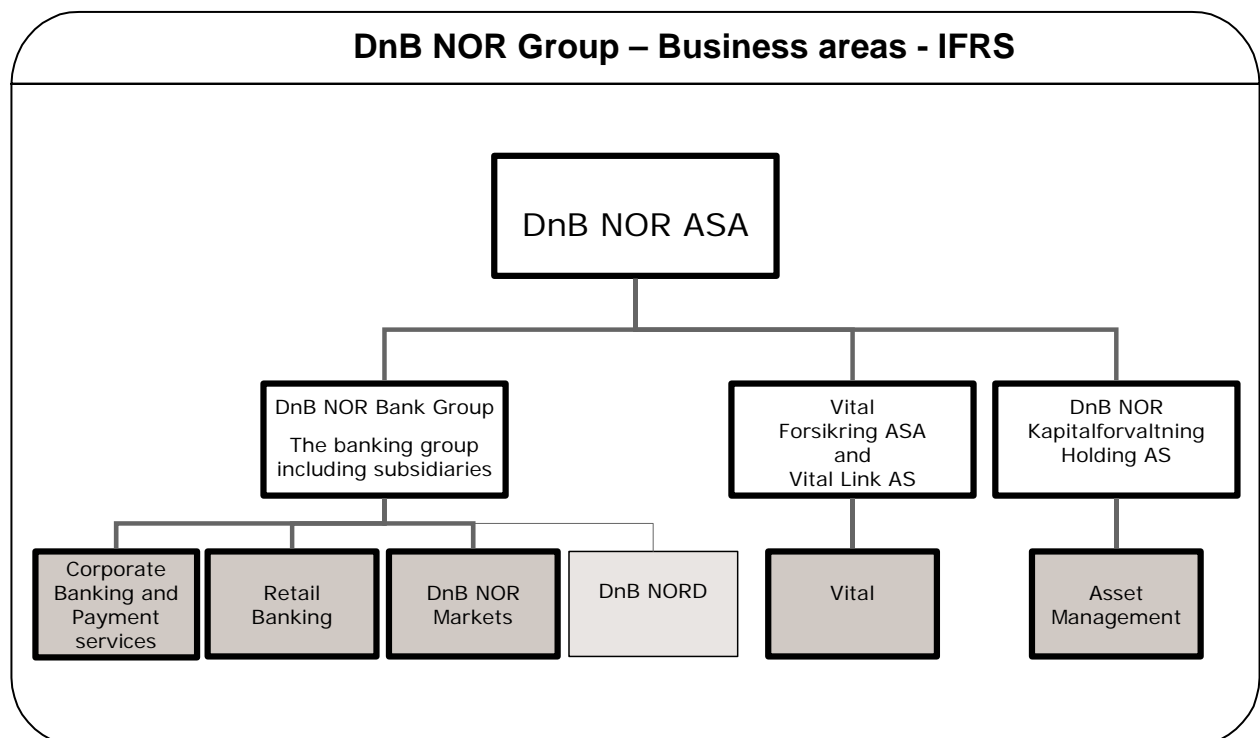 DnB NOR Group – Business areas - IFRS
DnB NOR ASA
DnB NOR Bank Group
The banking group
including subsidiaries
Vital
Forsikring ASA
and
Vital Link AS
DnB NOR
Kapitalforvaltning
Holding AS
Corporate
Banking and
Payment
services
Retail
Banking
DnB NOR
Markets
DnB NORD
Vital
Asset
Management